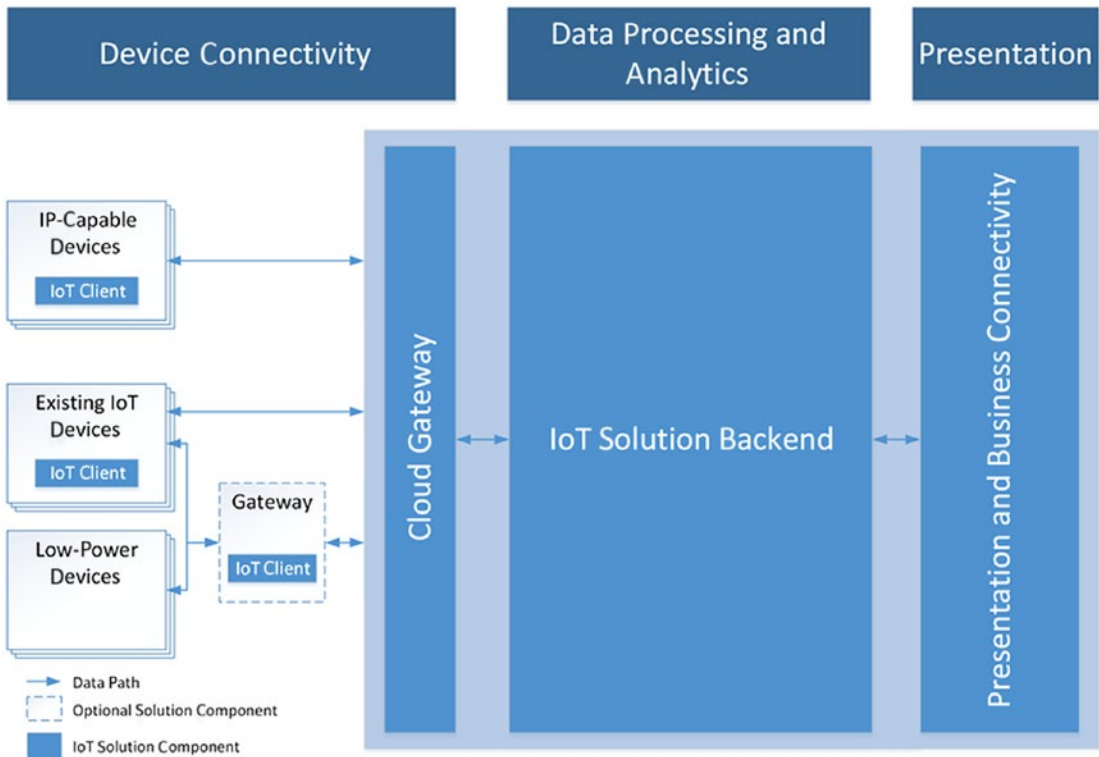 Device Connectivity
Data Processing and
Analytics
Presentation
IP-Capable
Devices
IoT Client
Existing IoT
Devices
IoT Client
Low-Power
Devices
Gateway
IoT Client
Cloud Gateway
IoT Solution Backend
Presentation and Business Connectivity
Data Path
Optional Solution Component
IoT Solution Component